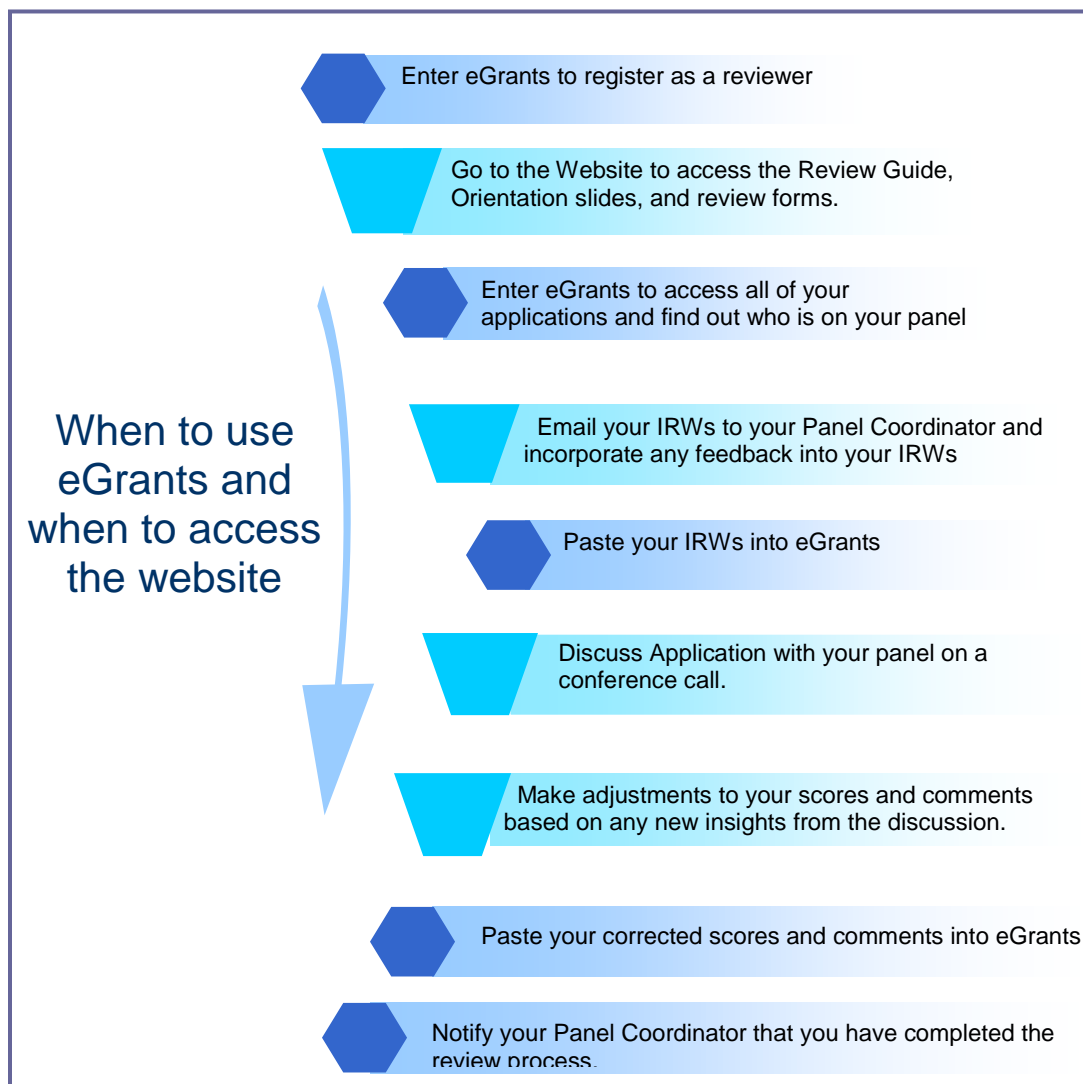 Enter eGrants to register as a reviewer
Go to the Website to access the Review Guide,
Orientation slides, and review forms.
Enter eGrants to access all of your
applications and find out who is on your panel
When to use
eGrants and
when to access
the website
Email your IRWs to your Panel Coordinator and
incorporate any feedback into your IRWs
Paste your IRWs into eGrants
Discuss Application with your panel on a
conference call.
Make adjustments to your scores and comments
based on any new insights from the discussion.
Paste your corrected scores and comments into eGrants
Notify your Panel Coordinator that you have completed the
review process.